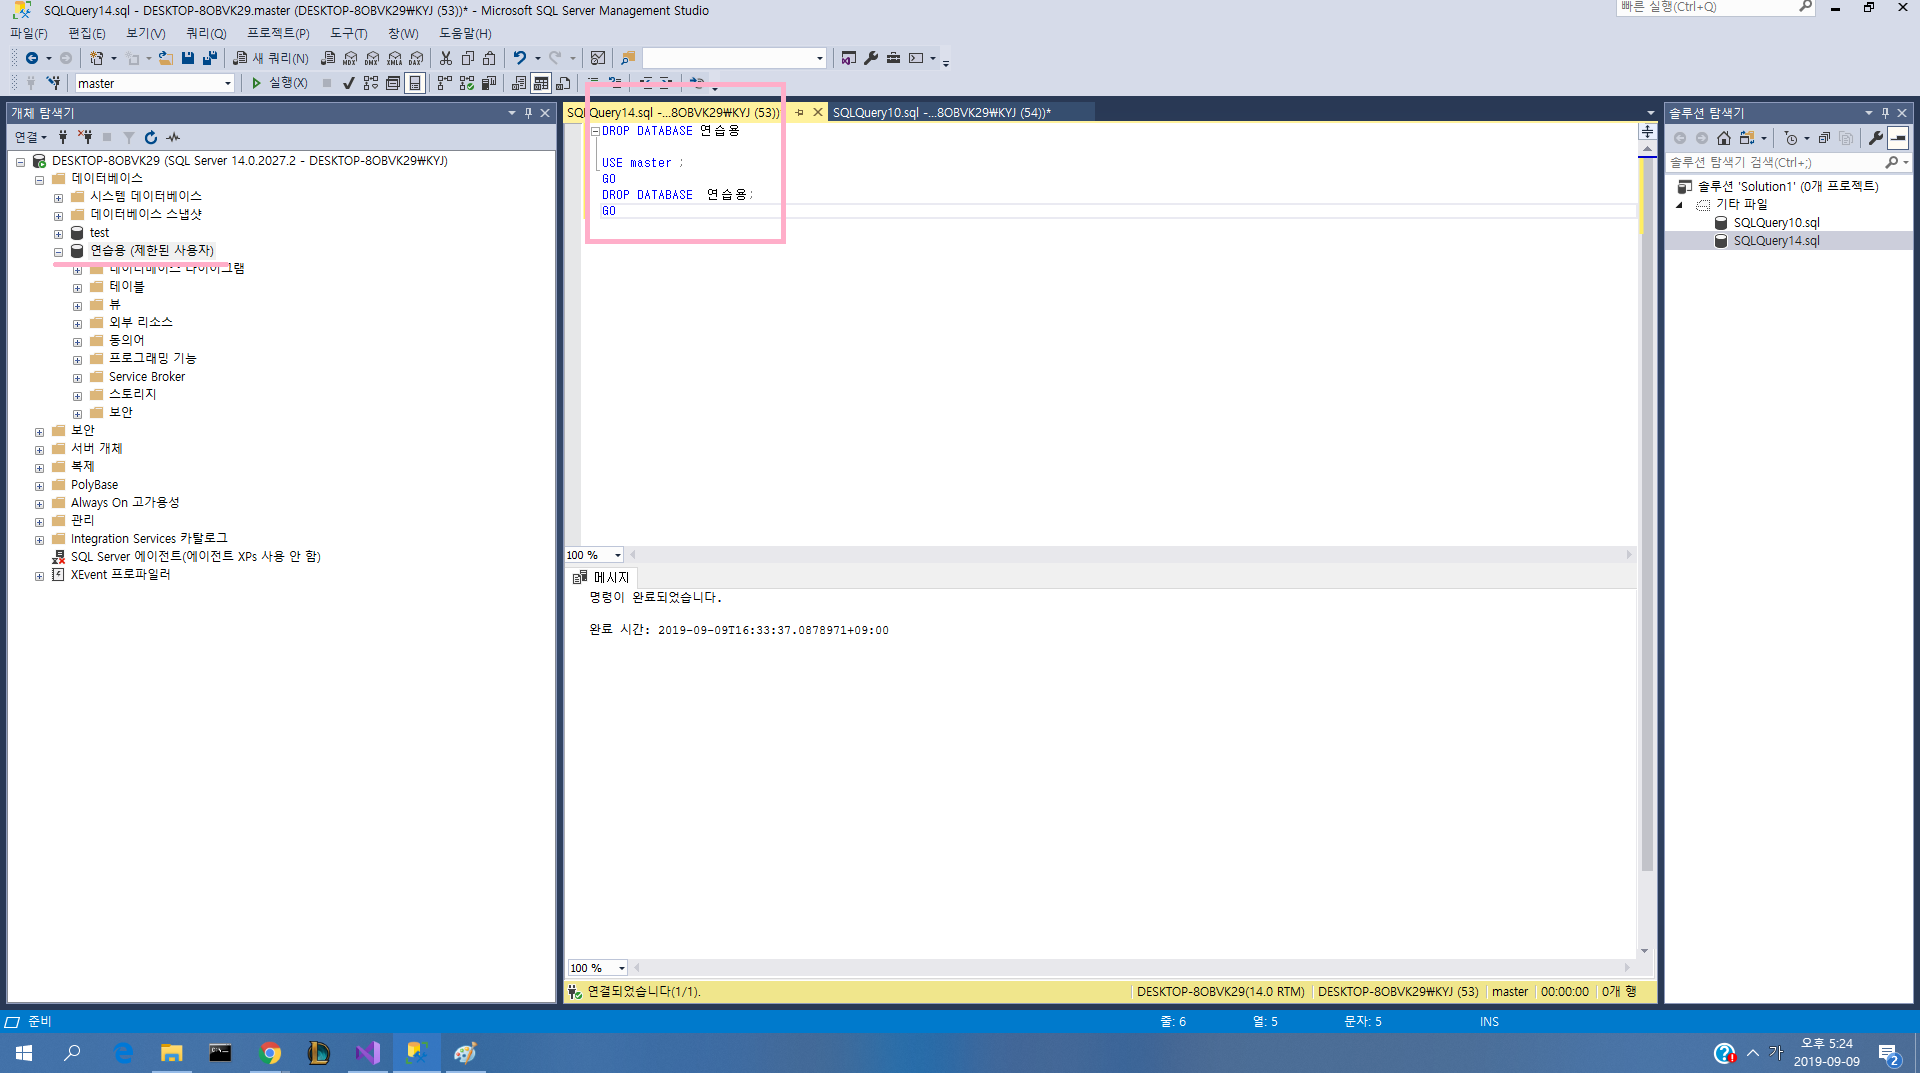 SQLQuery14.sql - DESKTOP-8OBVK29.master (DESKTOP-8OBVK29₩KYJ (53))* - Microsoft SQL Server Management Studio
빠른 실행(Ctrl+Q)
파일(F) 편집(E) 보기(V) 쿼리(Q) 프로젝트(P) 도구(T) 창(W) 도움말(H)
새 쿼리(N)
MDX DMX XMLA DAX
master
실행(X)
개체 탐색기
연결
DESKTOP-8OBVK29 (SQL Server 14.0.2027.2 - DESKTOP-8OBVK29₩KYJ)
데이터베이스
시스템 데이터베이스
데이터베이스 스냅샷
test
연습용 (제한된 사용자)
데이터베이스 다이어그램
테이블
뷰
외부 리소스
동의어
프로그래밍 기능
Service Broker
스토리지
보안
보안
서버 개체
복제
PolyBase
Always On 고가용성
관리
Integration Services 카탈로그
SQL Server 에이전트(에이전트 XPs 사용 안 함)
XEvent 프로파일러
SQLQuery14.sql -...8OBVK29₩KYJ (53))
SQLQuery10.sql -...8OBVK29₩KYJ (54))*
DROP DATABASE 연습용
USE master ;
GO
DROP DATABASE 연습용;
GO
100 %
메시지
명령이 완료되었습니다.
완료 시간: 2019-09-09T16:33:37.0878971+09:00
100 %
연결되었습니다(1/1).
DESKTOP-8OBVK29(14.0 RTM)
DESKTOP-8OBVK29₩KYJ (53)
master
00:00:00
0개 행
솔루션 탐색기
솔루션 탐색기 검색(Ctrl+;)
솔루션 'Solution1' (0개 프로젝트)
기타 파일
SQLQuery10.sql
SQLQuery14.sql
준비
줄: 6
열: 5
문자: 5
INS
가
오후 5:24
2019-09-09
2